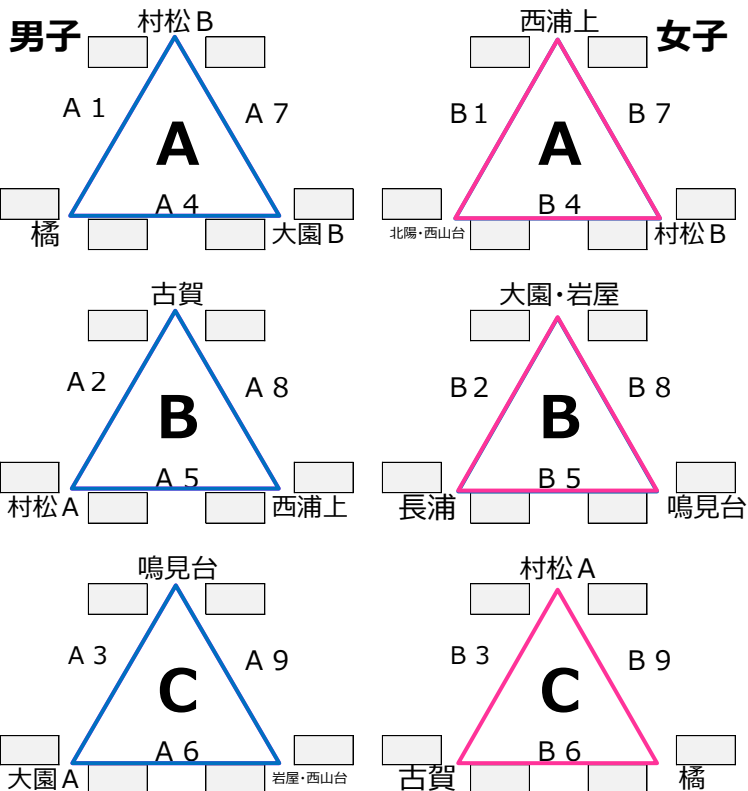 男子
村松Ｂ
Ａ１
Ａ７
A
Ａ４
橘
大園Ｂ
女子
西浦上
Ｂ1
Ｂ７
A
Ｂ４
北陽・西山台
村松Ｂ
古賀
Ａ２
Ａ８
B
Ａ５
村松Ａ
西浦上
大園・岩屋
Ｂ２
Ｂ８
B
Ｂ５
長浦
鳴見台
鳴見台
Ａ３
Ａ９
C
Ａ６
大園Ａ
岩屋・西山台
村松Ａ
Ｂ３
Ｂ９
C
Ｂ６
古賀
橘